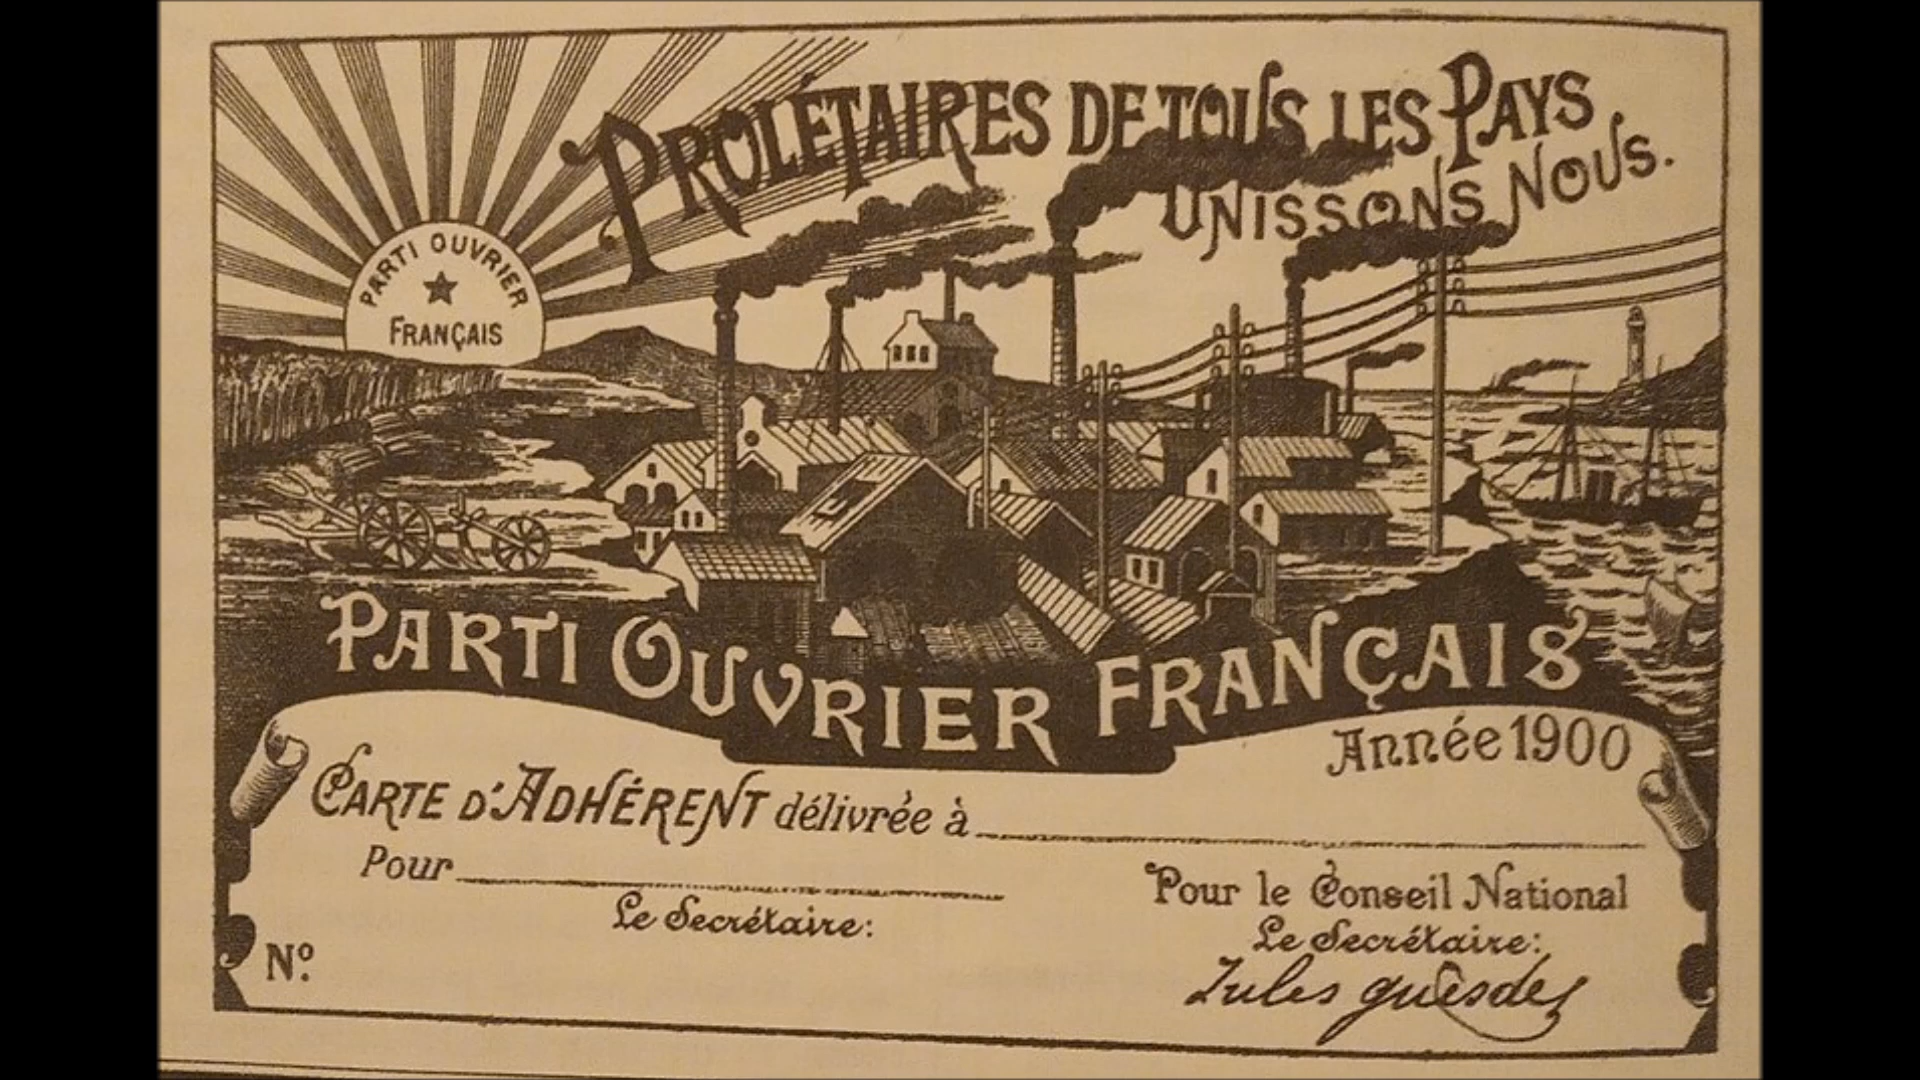 PROLÉTAIRES DE TOUS LES PAYS
UNISSONS NOUS.
PARTI OUVRIER
FRANÇAIS
PARTI OUVRIER FRANÇAIS
Année 1900
CARTE D'ADHÉRENT délivrée à
Pour
Pour le Conseil National
Le Secrétaire:
Le Secrétaire:
Nº
Jules Guesde